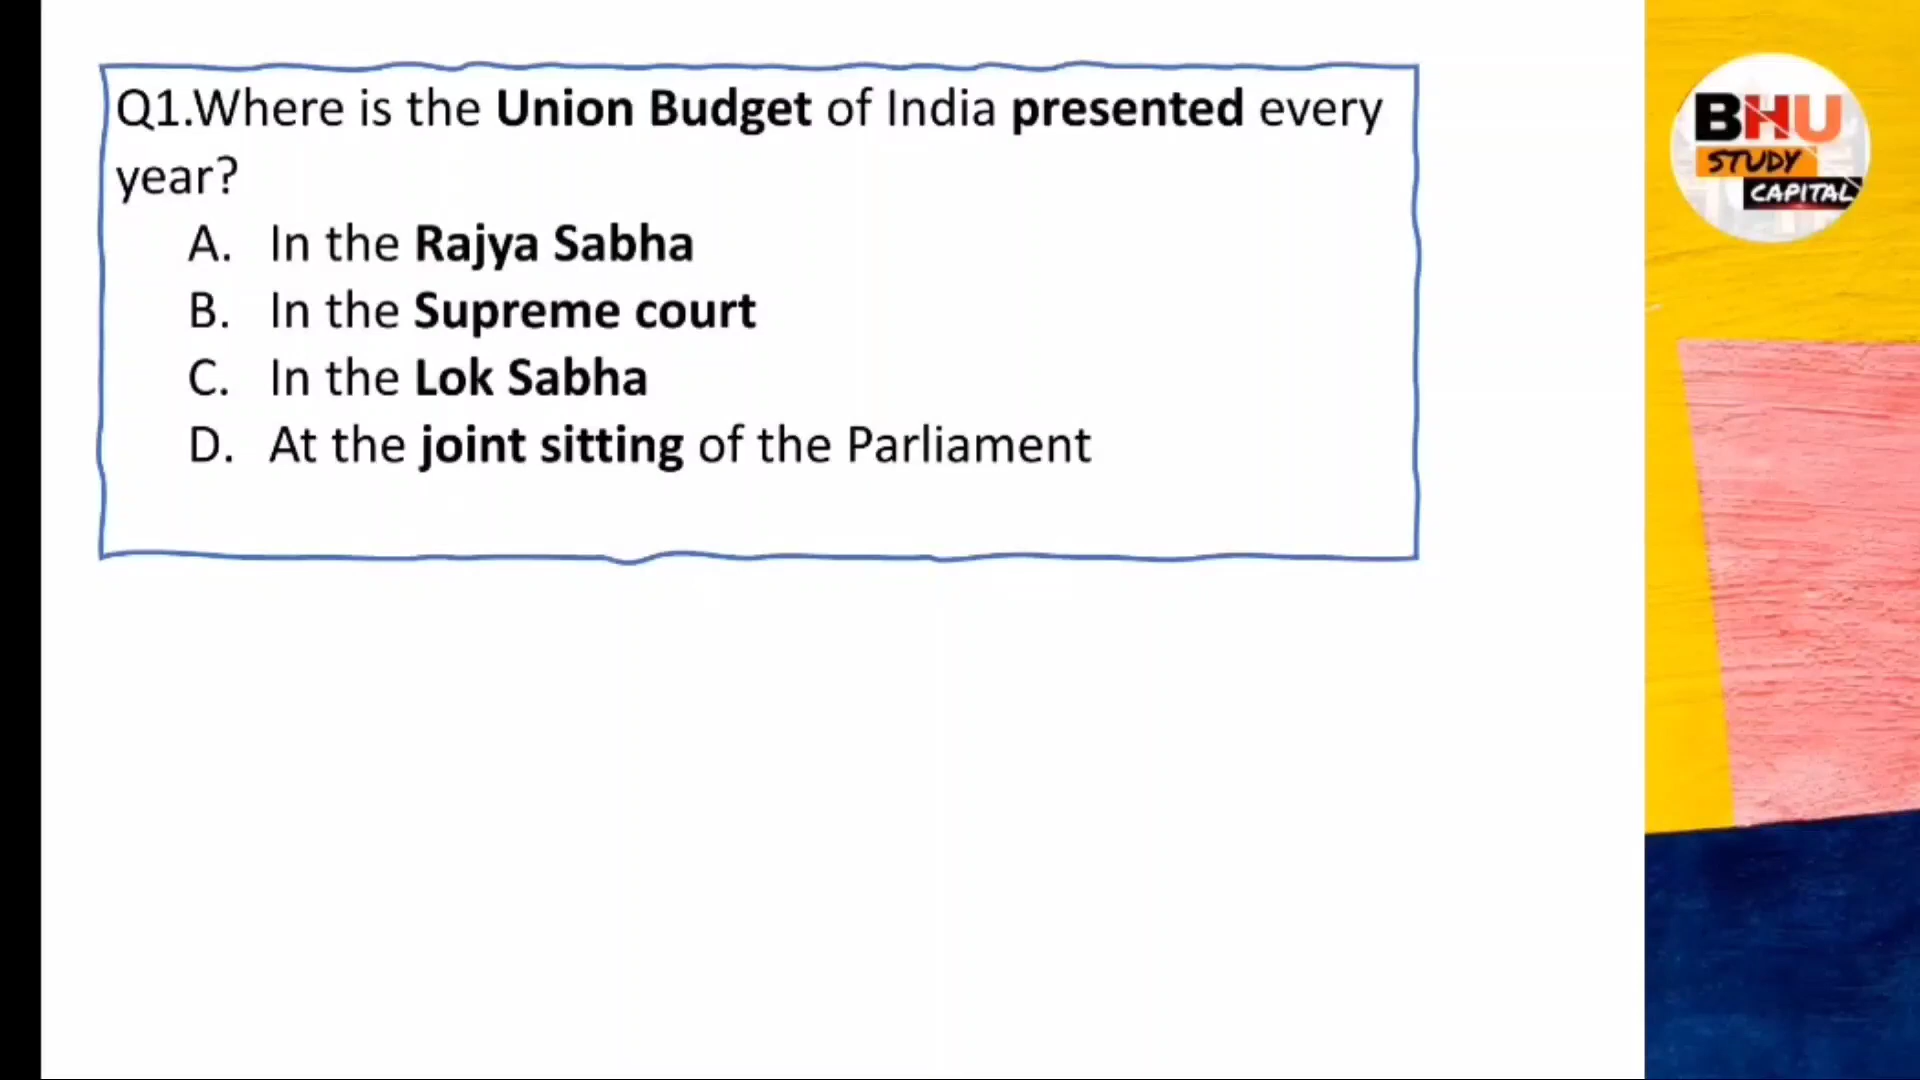 Q1.Where is the Union Budget of India presented every
year?
A. In the Rajya Sabha
B. In the Supreme court
C. In the Lok Sabha
D. At the joint sitting of the Parliament
BHU
STUDY
CAPITAL